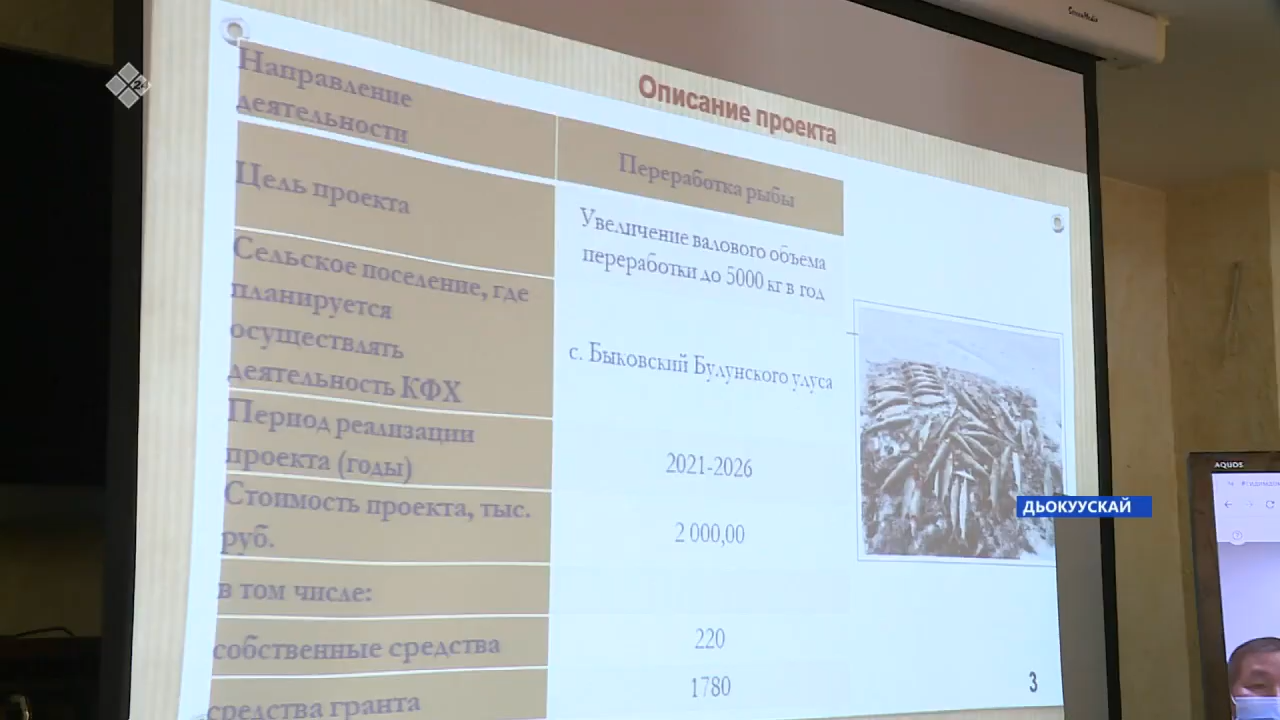 Описание проекта
Направление
деятельности
Переработка рыбы
Цель проекта
Увеличение валового объема
переработки до 5000 кг в год
Сельское поселение, где
планируется
осуществлять
деятельность КФХ
с. Быковский Булунского улуса
Период реализации
проекта (годы)
2021-2026
Стоимость проекта, тыс.
руб.
2 000,00
в том числе:
собственные средства
220
средства гранта
1780
3
ДЬОКУУСКАЙ
AQUOS